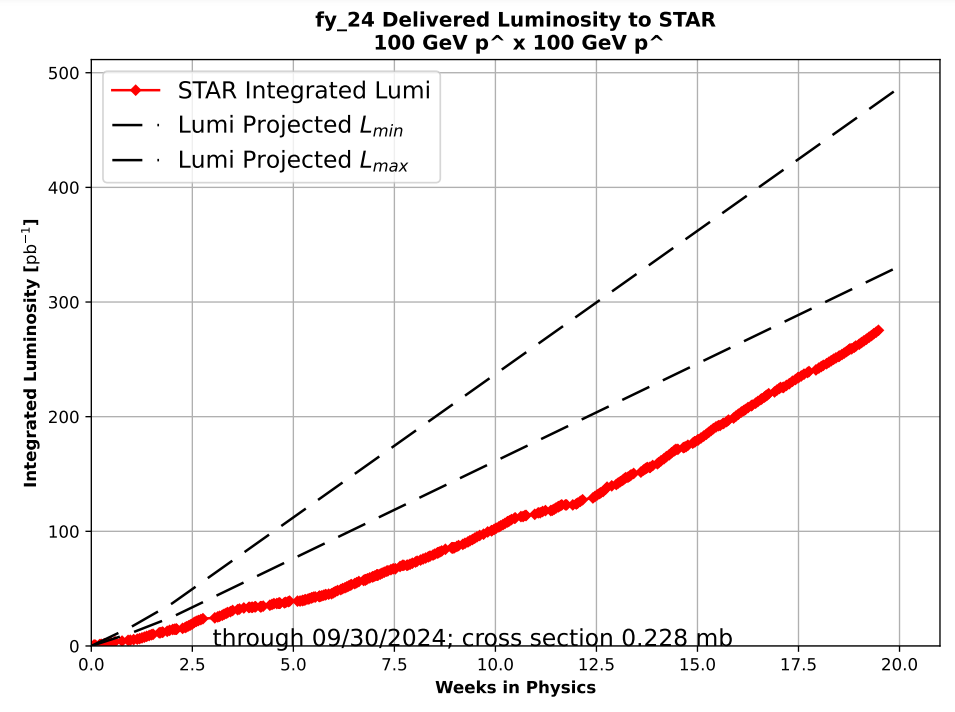 fy_24 Delivered Luminosity to STAR
100 GeV p^ x 100 GeV p^
STAR Integrated Lumi
Lumi Projected L_min
Lumi Projected L_max
500
400
300
200
100
0
Integrated Luminosity [pb⁻¹]
through 09/30/2024; cross section 0.228 mb
0.0 2.5 5.0 7.5 10.0 12.5 15.0 17.5 20.0
Weeks in Physics